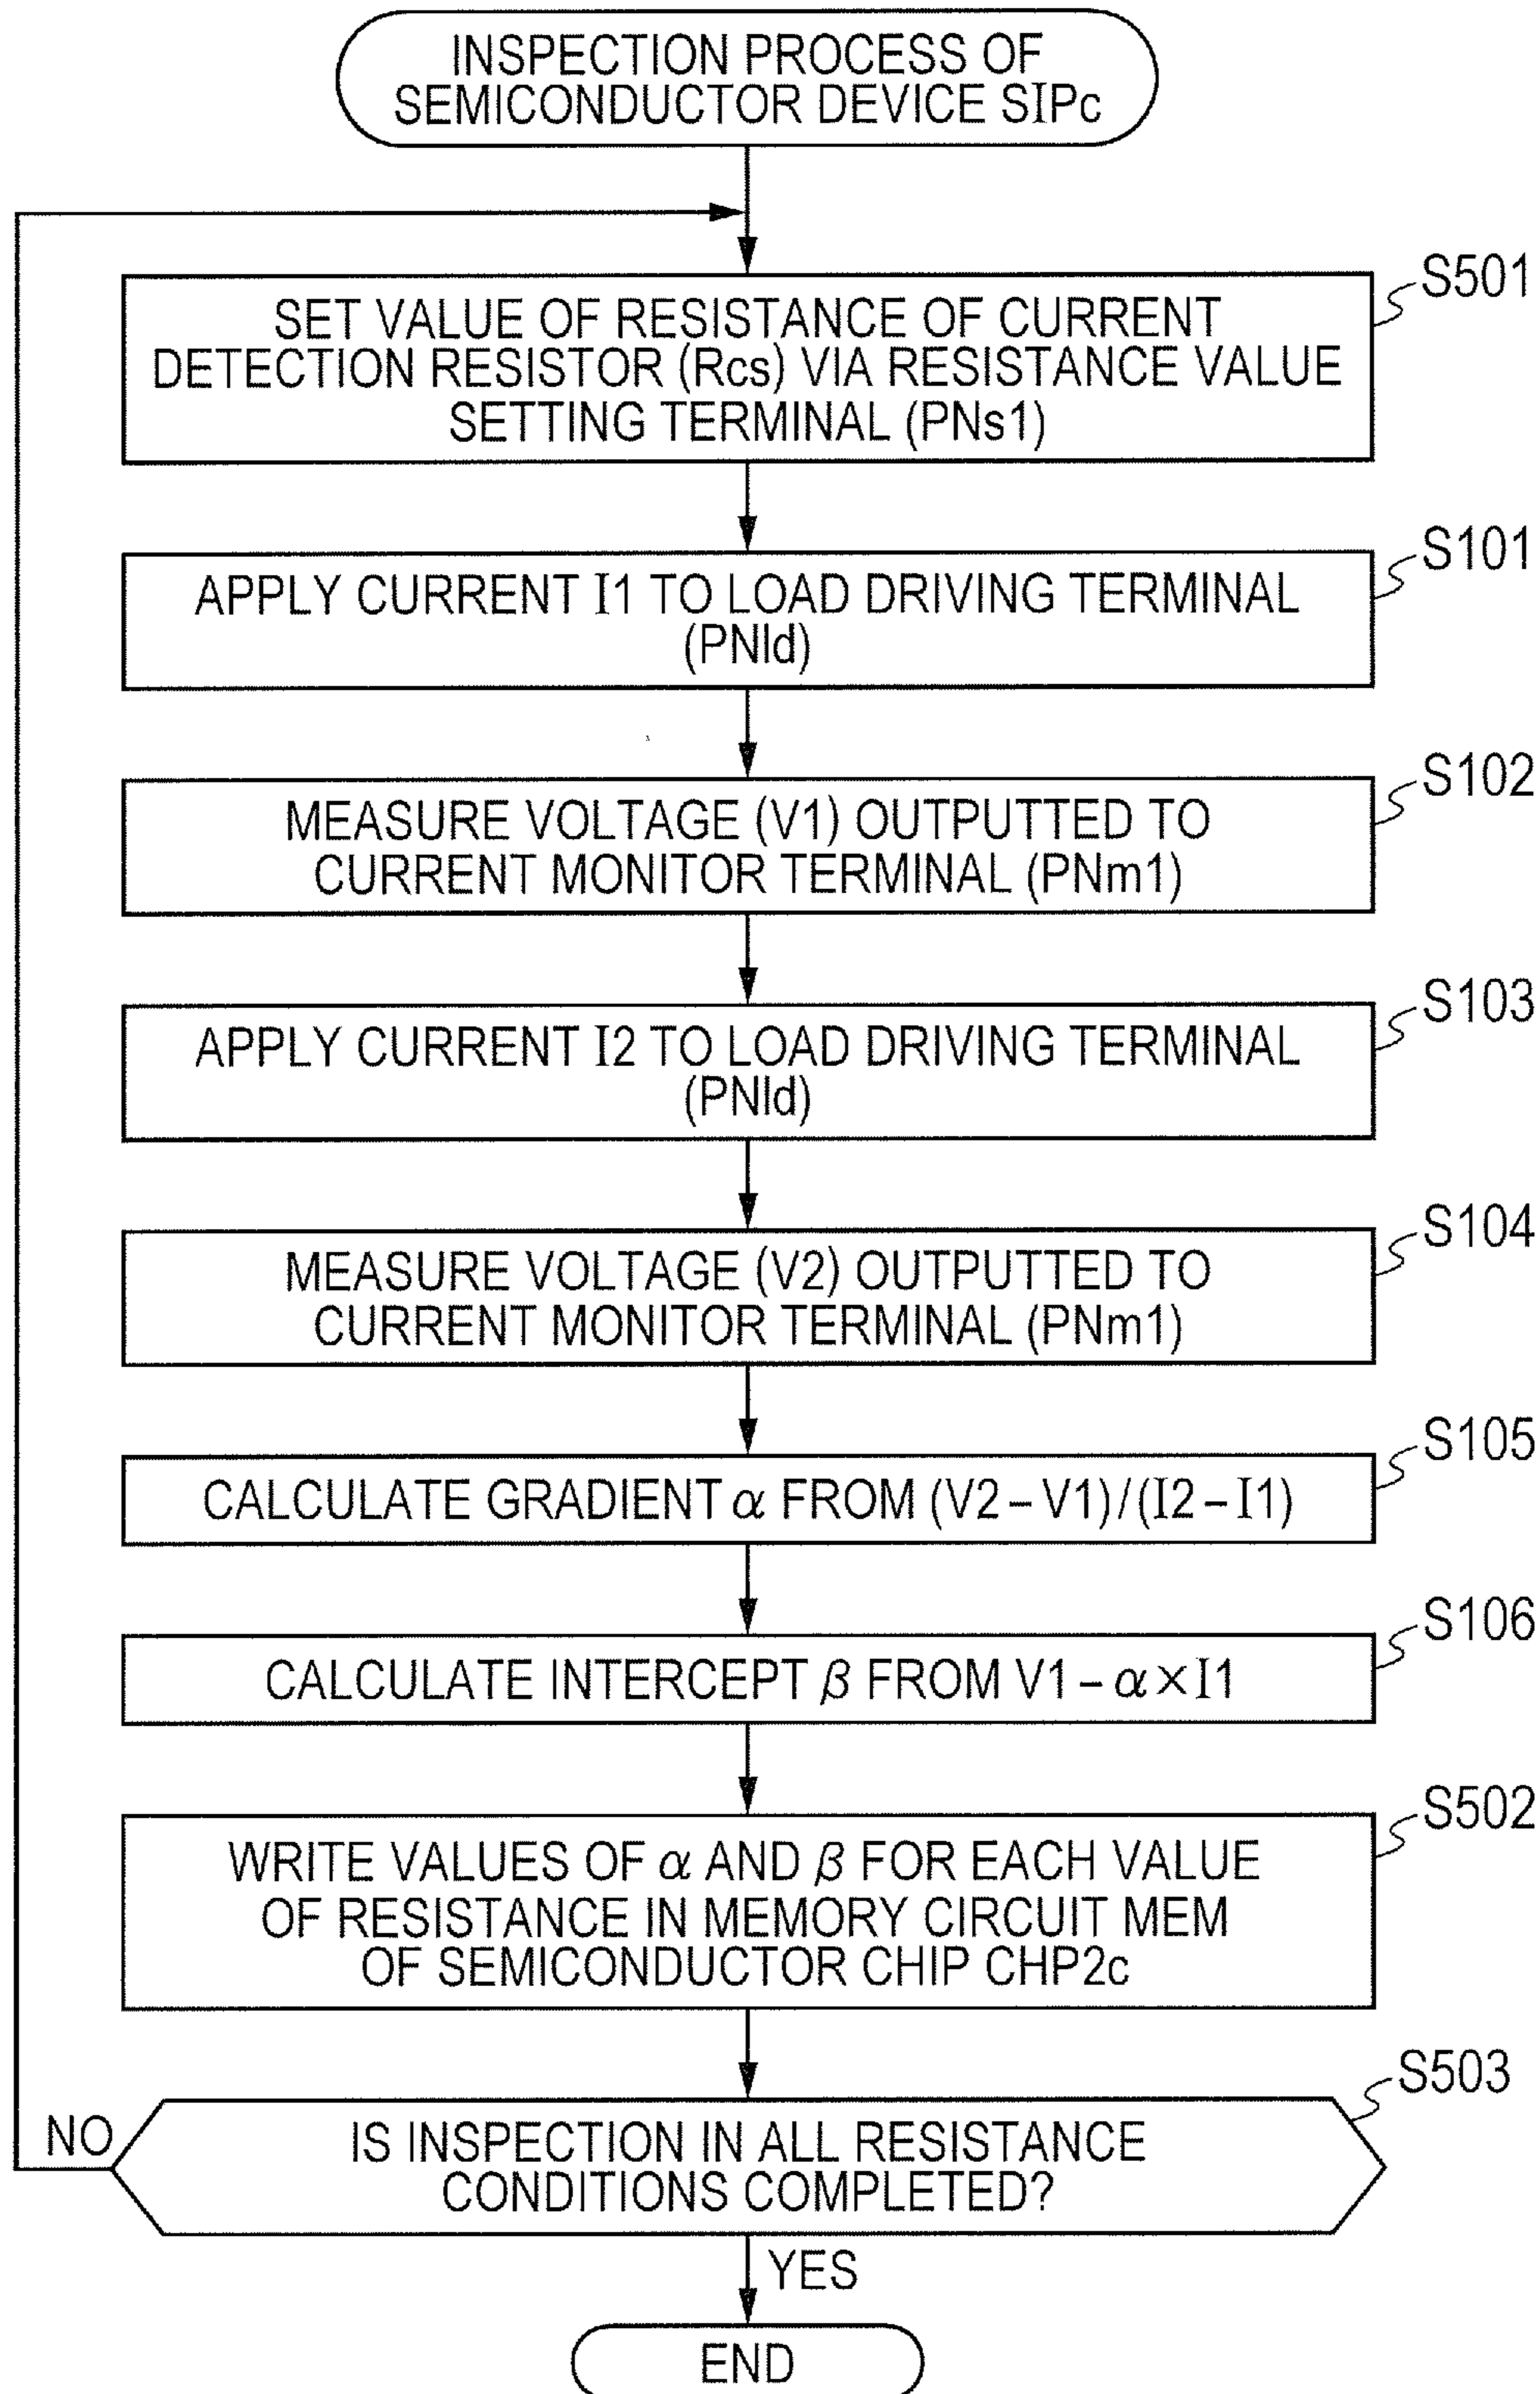 INSPECTION PROCESS OF
SEMICONDUCTOR DEVICE SIPc
S501
SET VALUE OF RESISTANCE OF CURRENT
DETECTION RESISTOR (Rcs) VIA RESISTANCE VALUE
SETTING TERMINAL (PNs1)
S101
APPLY CURRENT I1 TO LOAD DRIVING TERMINAL
(PNld)
S102
MEASURE VOLTAGE (V1) OUTPUTTED TO
CURRENT MONITOR TERMINAL (PNm1)
S103
APPLY CURRENT I2 TO LOAD DRIVING TERMINAL
(PNld)
S104
MEASURE VOLTAGE (V2) OUTPUTTED TO
CURRENT MONITOR TERMINAL (PNm1)
S105
CALCULATE GRADIENT α FROM (V2 – V1) / (I2 – I1)
S106
CALCULATE INTERCEPT β FROM V1 – α × I1
S502
WRITE VALUES OF α AND β FOR EACH VALUE
OF RESISTANCE IN MEMORY CIRCUIT MEM
OF SEMICONDUCTOR CHIP CHP2c
S503
NO
IS INSPECTION IN ALL RESISTANCE
CONDITIONS COMPLETED?
YES
END